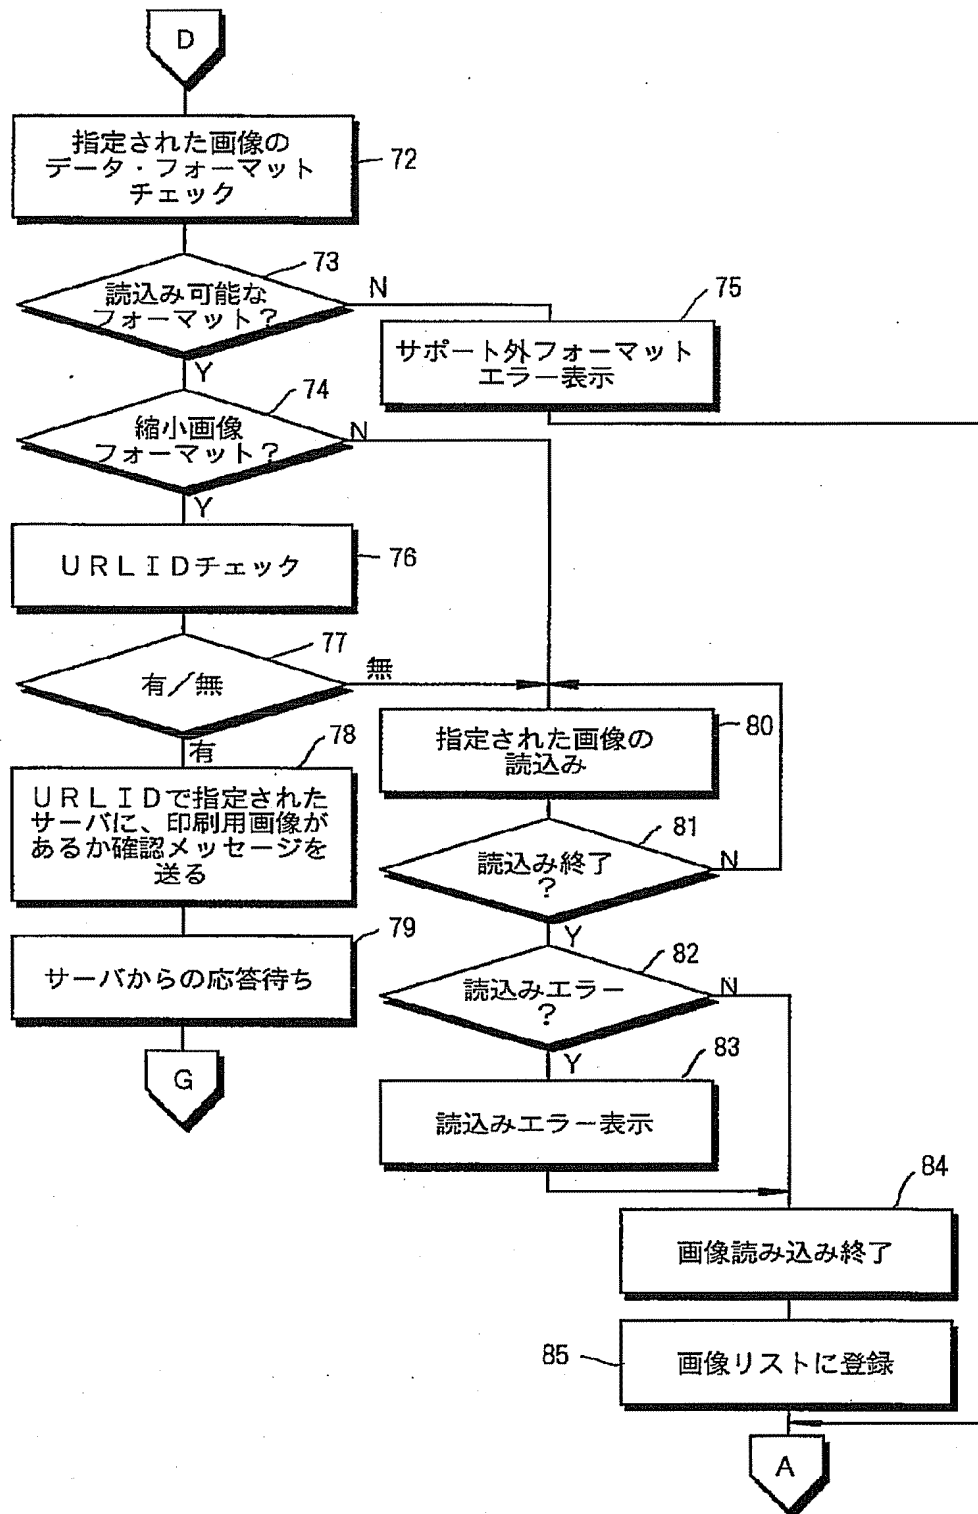 D
指定された画像の
データ・フォーマット
チェック
72
73
読込み可能な
フォーマット?
N
Y
75
サポート外フォーマット
エラー表示
74
縮小画像
フォーマット?
N
Y
URLIDチェック
76
77
有/無
無
有
78
URLIDで指定された
サーバに、印刷用画像が
あるか確認メッセージを
送る
79
サーバからの応答待ち
G
80
指定された画像の
読込み
81
読込み終了
?
N
Y
82
読込みエラー
?
N
Y
83
読込みエラー表示
84
画像読み込み終了
85
画像リストに登録
A